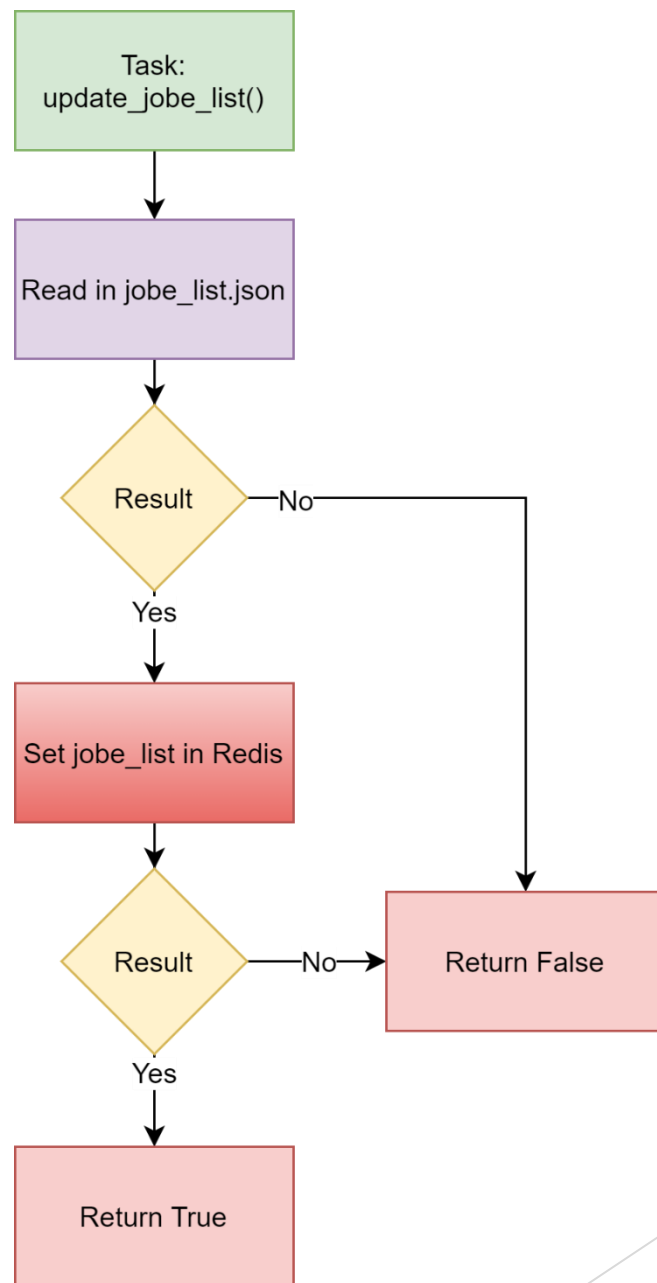 Task:
update_jobe_list()
Read in jobe_list.json
Result
No
Yes
Set jobe_list in Redis
Result
No
Return False
Yes
Return True